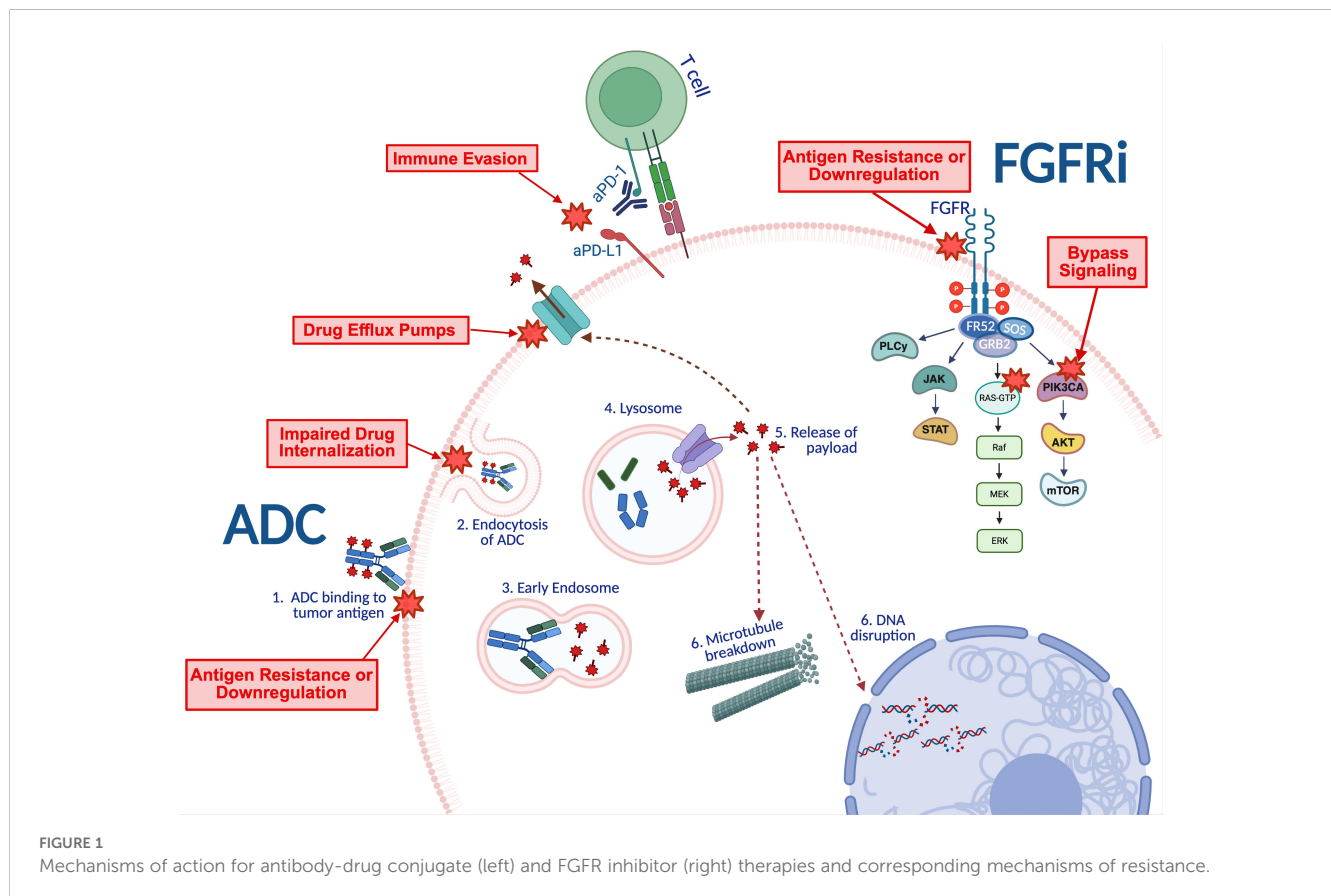 T cell
Immune Evasion
aPD-1
aPD-L1
Antigen Resistance or
Downregulation
FGFRi
FGFR
Bypass
Signaling
P
P
P
P
FR52
SOS
GRB2
PLCy
JAK
STAT
RAS-GTP
Raf
MEK
ERK
PIK3CA
AKT
mTOR
Drug Efflux Pumps
4. Lysosome
5. Release of
payload
Impaired Drug
Internalization
2. Endocytosis
of ADC
ADC
1. ADC binding to
tumor antigen
Antigen Resistance or
Downregulation
3. Early Endosome
6. Microtubule
breakdown
6. DNA
disruption
FIGURE 1
Mechanisms of action for antibody-drug conjugate (left) and FGFR inhibitor (right) therapies and corresponding mechanisms of resistance.